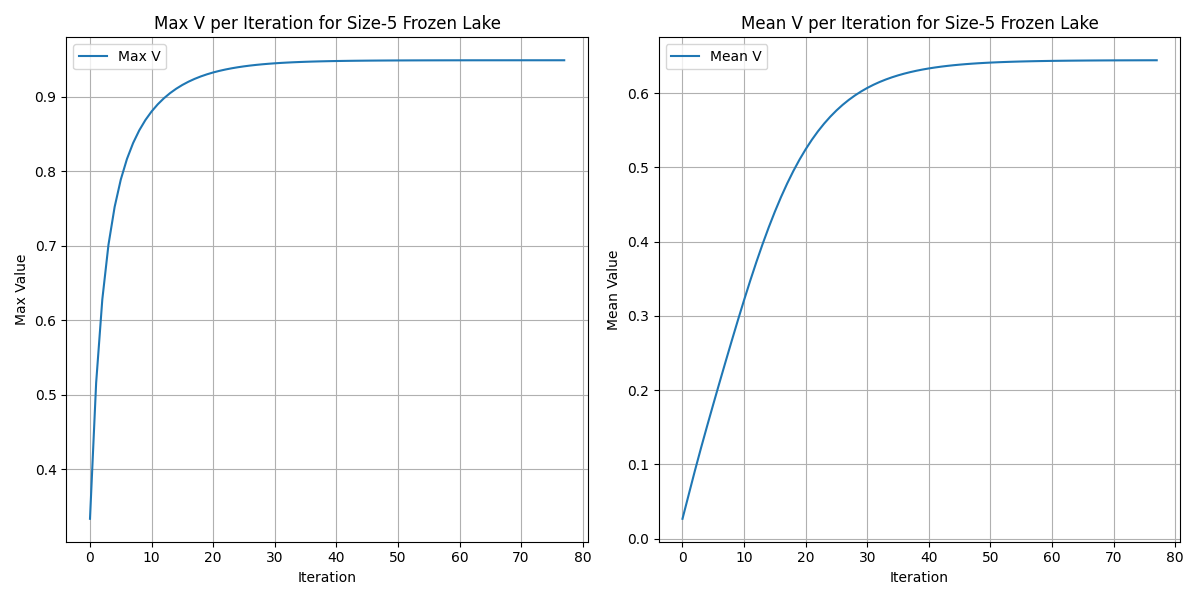 Max V per Iteration for Size-5 Frozen Lake
Max V
0.9
0.8
0.7
0.6
0.5
0.4
Max Value
0 10 20 30 40 50 60 70 80
Iteration
Mean V per Iteration for Size-5 Frozen Lake
Mean V
0.6
0.5
0.4
0.3
0.2
0.1
0.0
Mean Value
0 10 20 30 40 50 60 70 80
Iteration